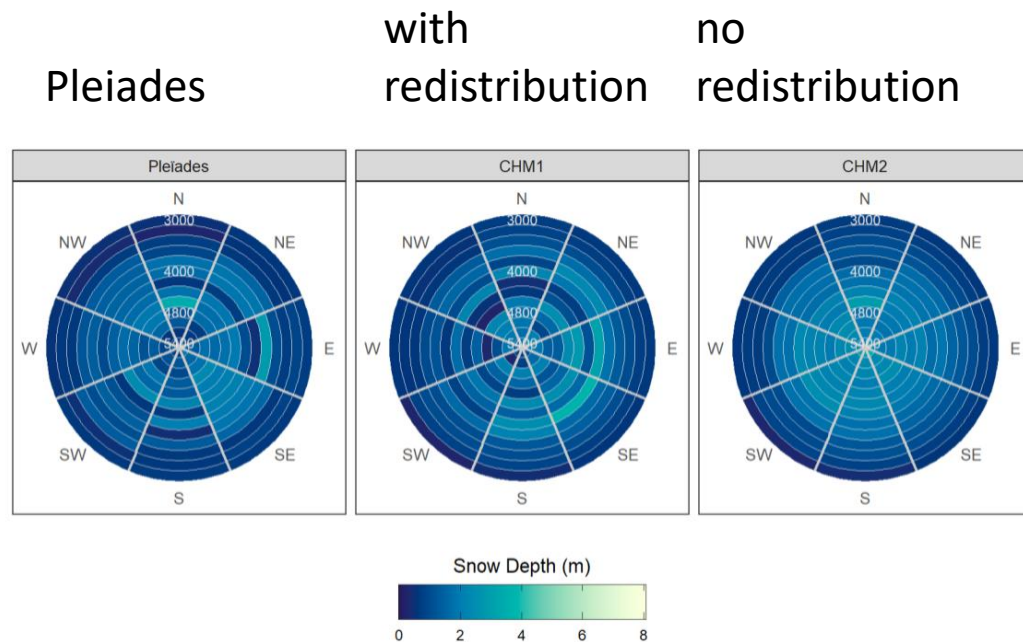 Pleiades
with
redistribution
no
redistribution
Pleïades
N
3000
NW
NE
4000
4800
W
5400
E
SW
SE
S
CHM1
N
3000
NW
NE
4000
4800
W
5400
E
SW
SE
S
CHM2
N
3000
NW
NE
4000
4800
W
5400
E
SW
SE
S
Snow Depth (m)
0 2 4 6 8